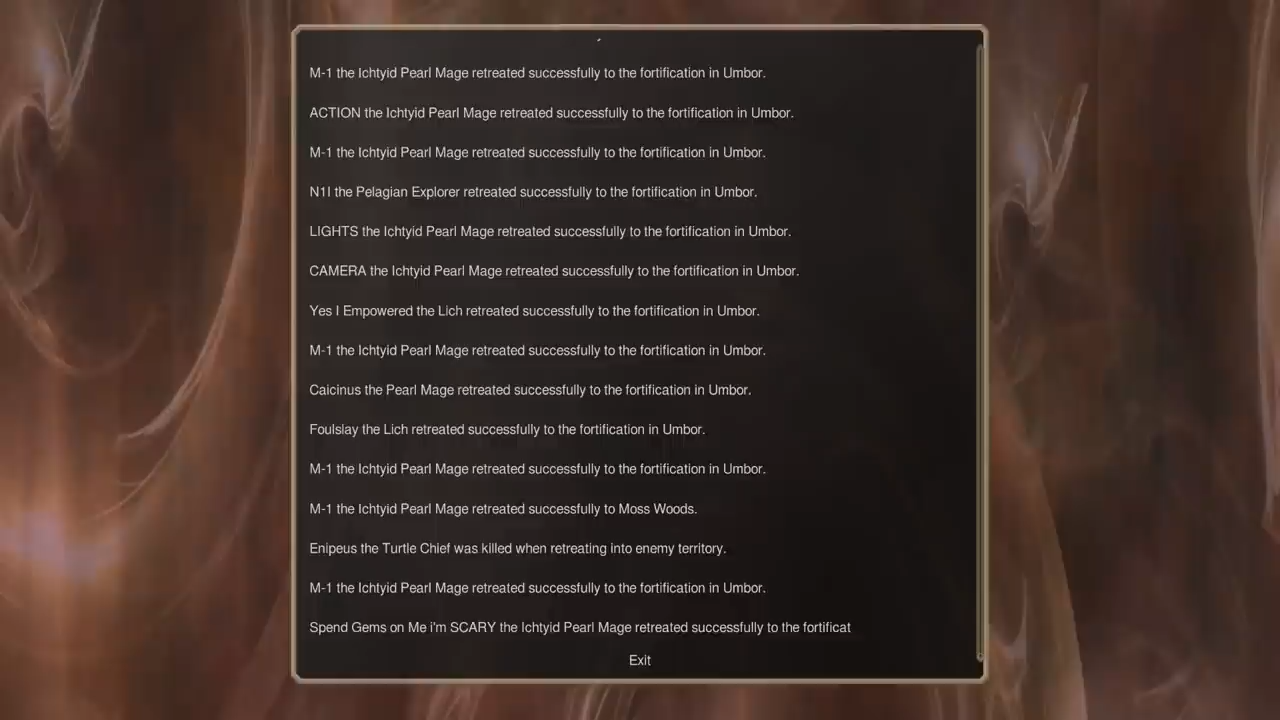 M-1 the Ichtyid Pearl Mage retreated successfully to the fortification in Umbor.
ACTION the Ichtyid Pearl Mage retreated successfully to the fortification in Umbor.
M-1 the Ichtyid Pearl Mage retreated successfully to the fortification in Umbor.
N1I the Pelagian Explorer retreated successfully to the fortification in Umbor.
LIGHTS the Ichtyid Pearl Mage retreated successfully to the fortification in Umbor.
CAMERA the Ichtyid Pearl Mage retreated successfully to the fortification in Umbor.
Yes I Empowered the Lich retreated successfully to the fortification in Umbor.
M-1 the Ichtyid Pearl Mage retreated successfully to the fortification in Umbor.
Caicinus the Pearl Mage retreated successfully to the fortification in Umbor.
Foulslay the Lich retreated successfully to the fortification in Umbor.
M-1 the Ichtyid Pearl Mage retreated successfully to the fortification in Umbor.
M-1 the Ichtyid Pearl Mage retreated successfully to Moss Woods.
Enipeus the Turtle Chief was killed when retreating into enemy territory.
M-1 the Ichtyid Pearl Mage retreated successfully to the fortification in Umbor.
Spend Gems on Me i'm SCARY the Ichtyid Pearl Mage retreated successfully to the fortificat
Exit